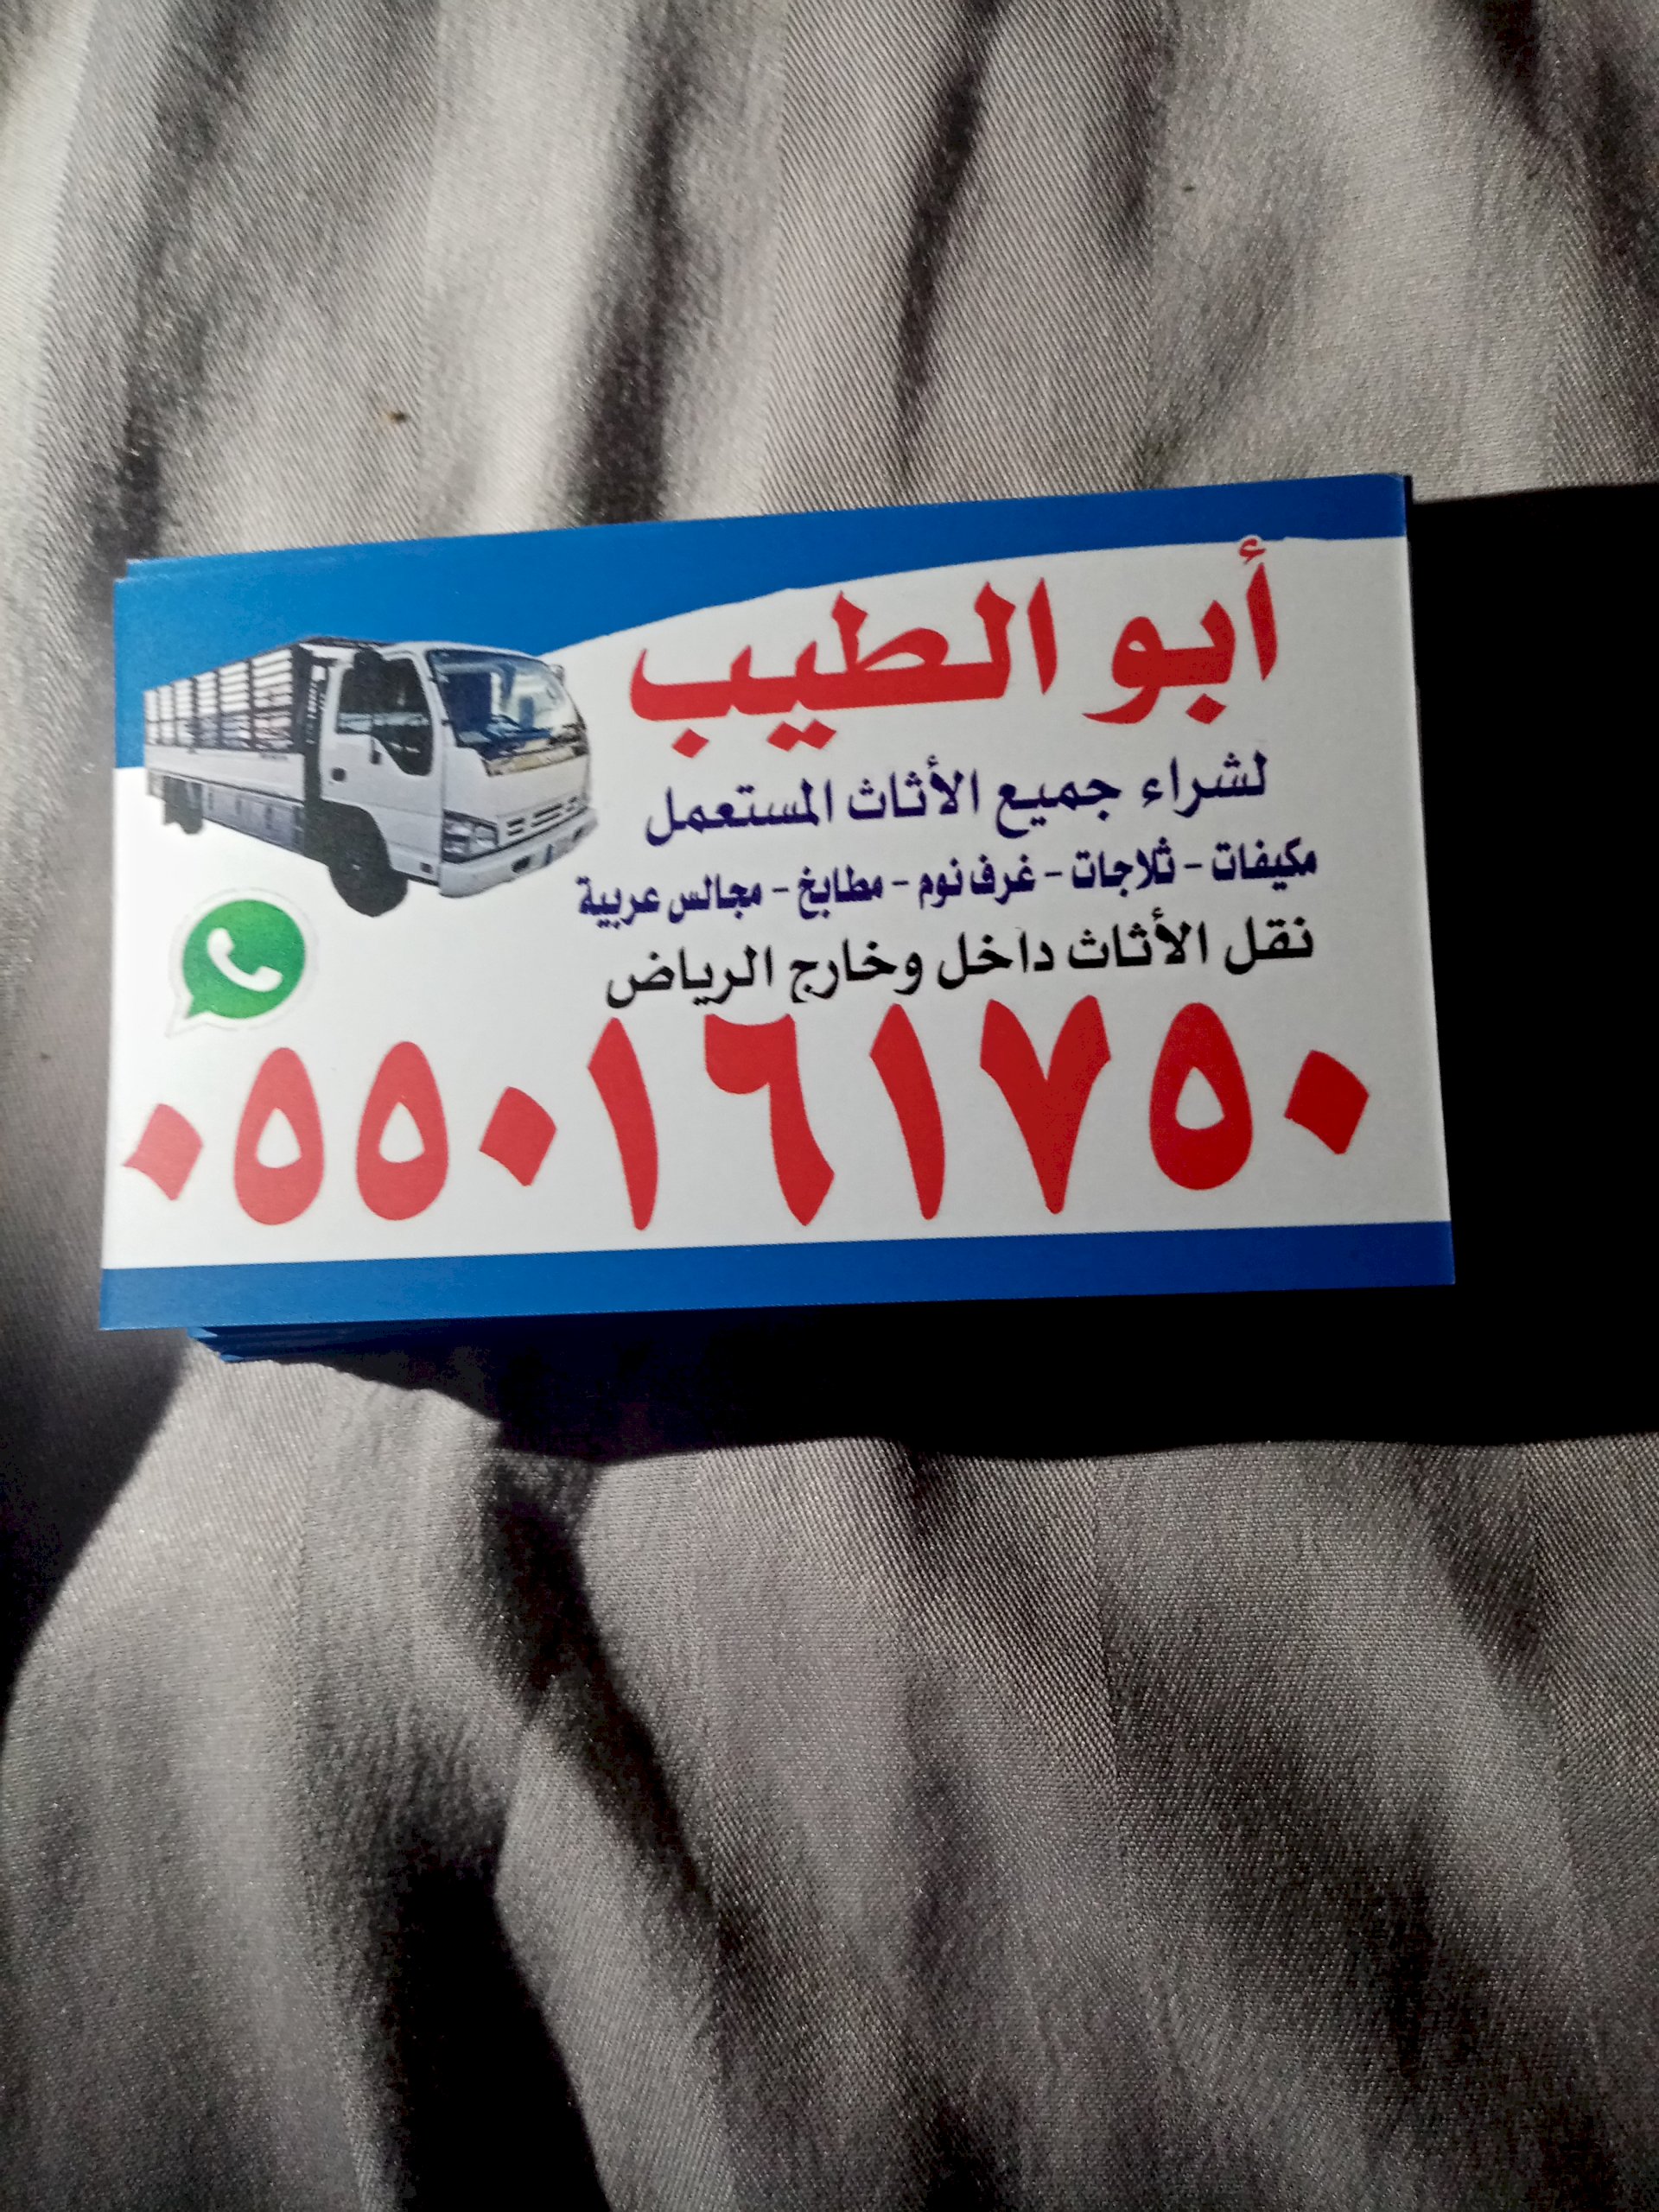 أبو الطيب
لشراء جميع الأثاث المستعمل
مكيفات - ثلاجات - غرف نوم - مطابخ - مجالس عربية
نقل الأثاث داخل وخارج الرياض
٠٥٥٠١٦١٧٥٠